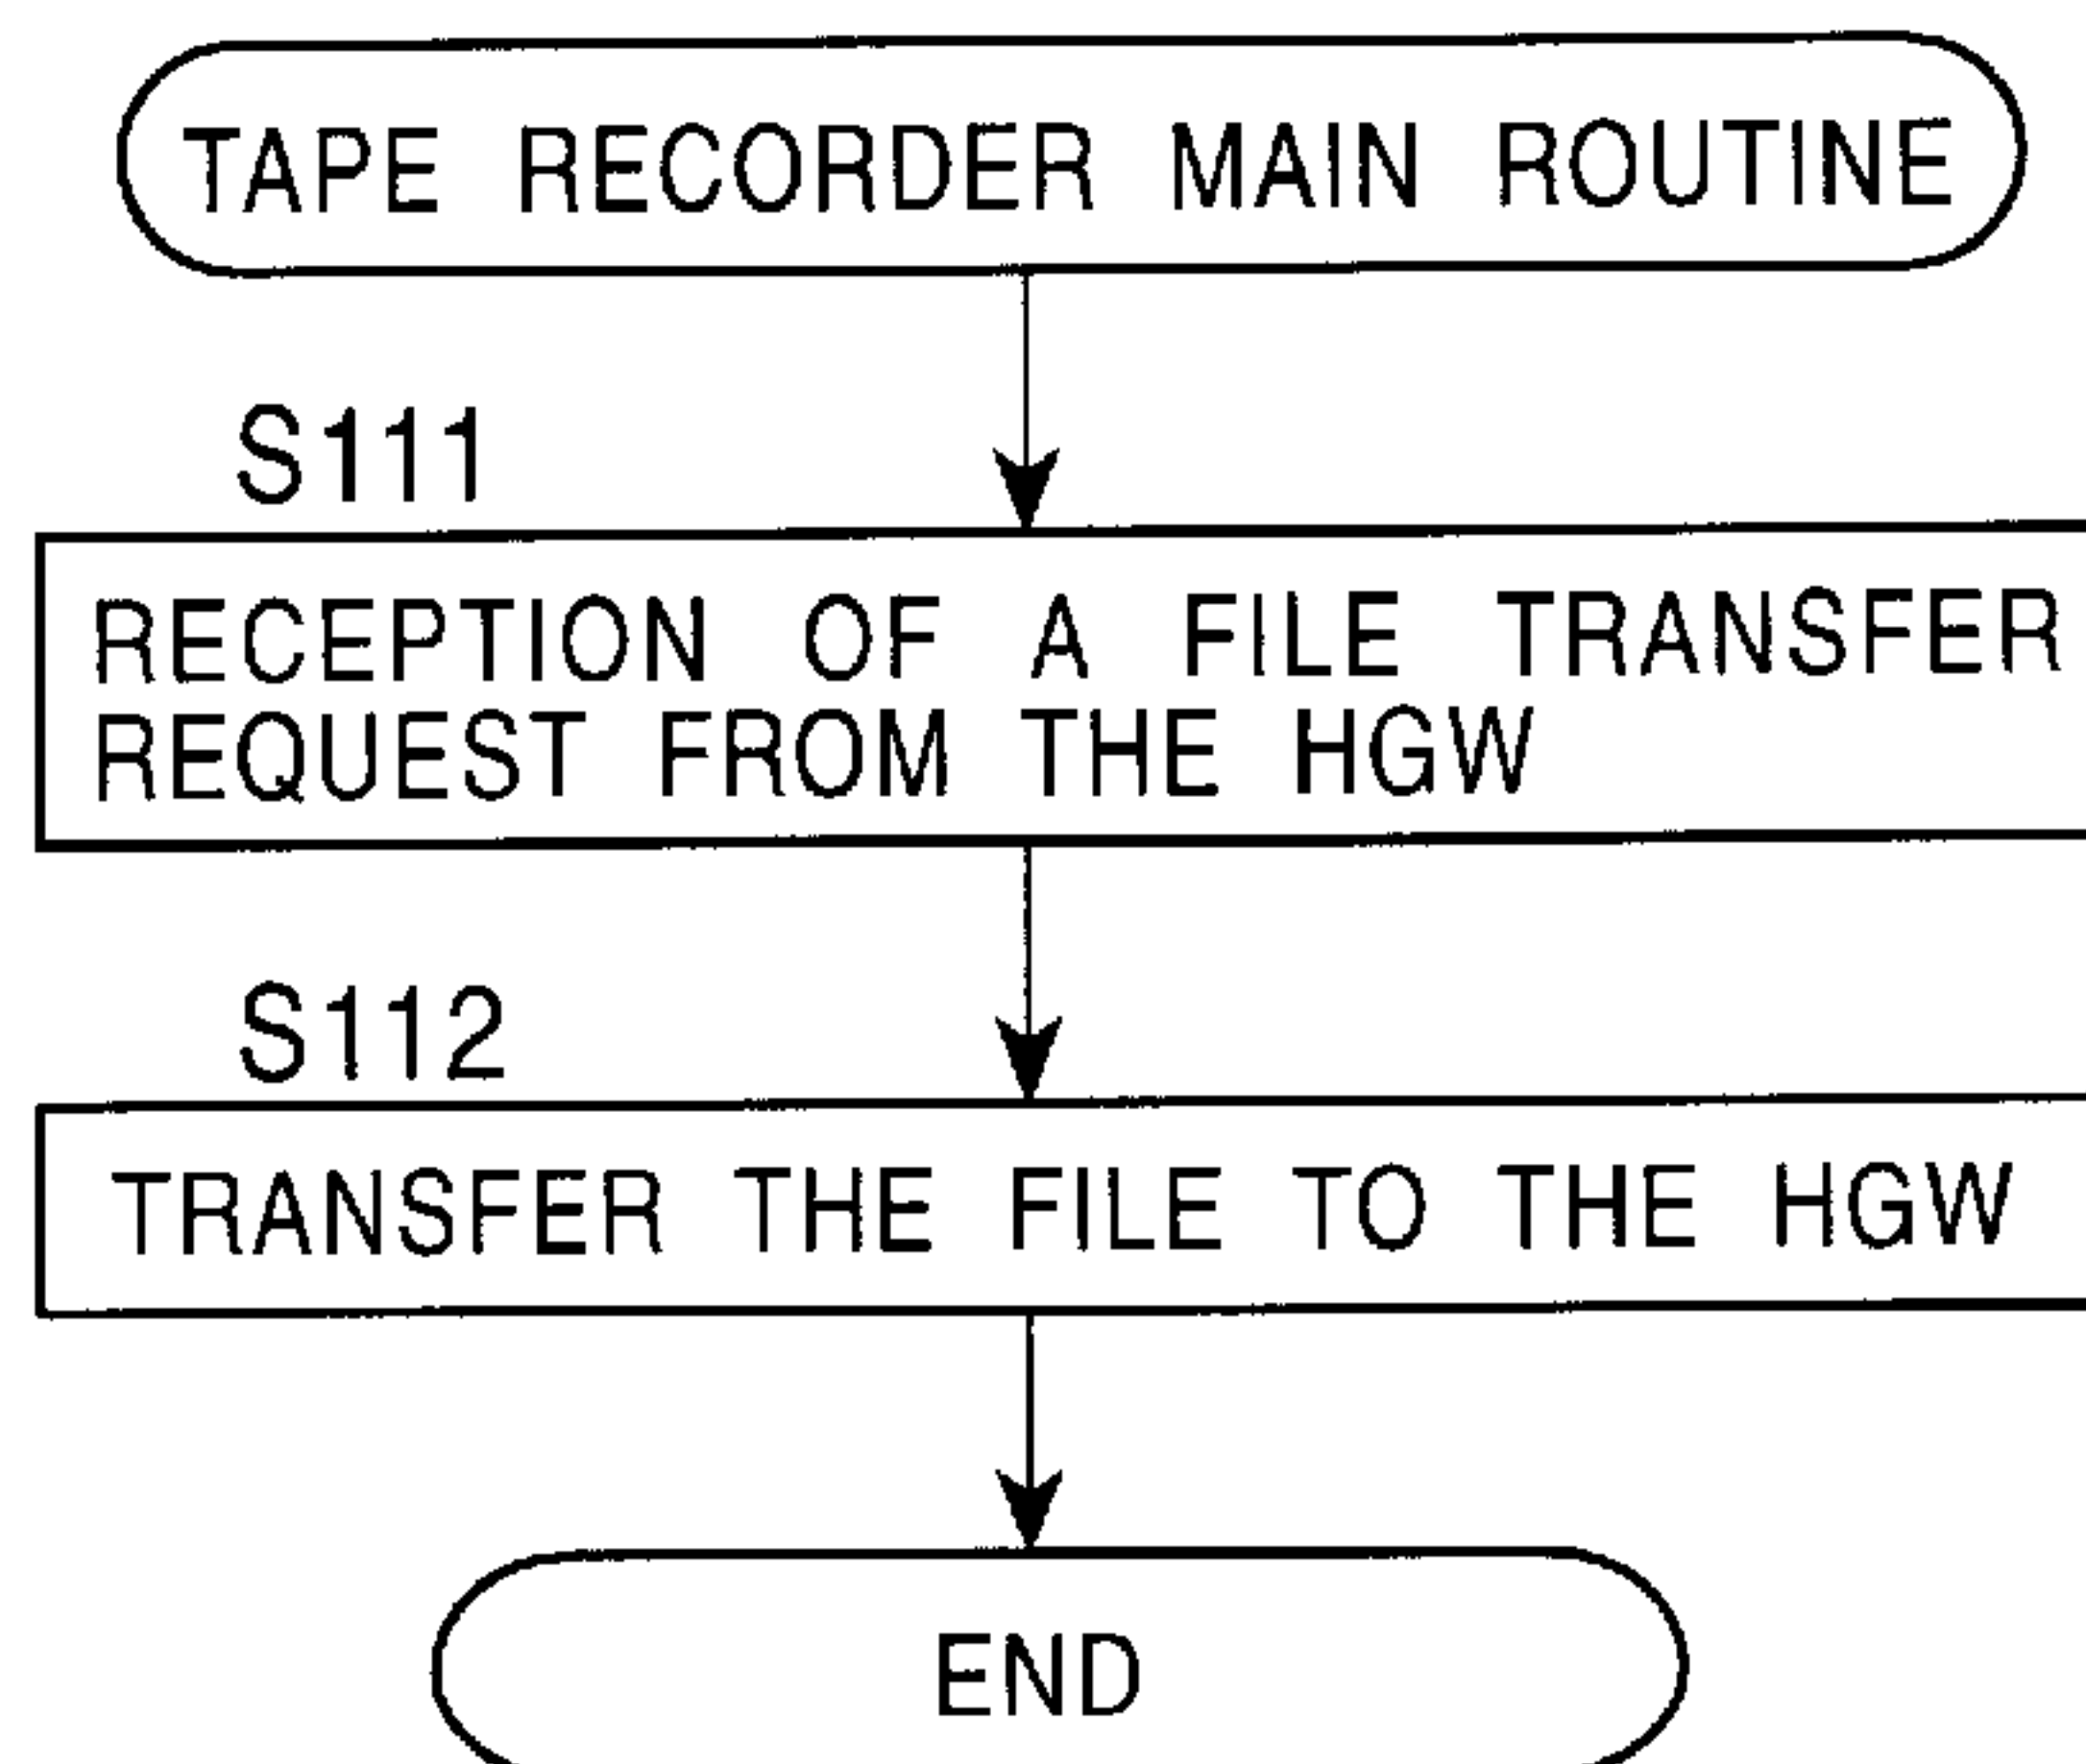 TAPE RECORDER MAIN ROUTINE
S111
RECEPTION OF A FILE TRANSFER
REQUEST FROM THE HGW
S112
TRANSFER THE FILE TO THE HGW
END